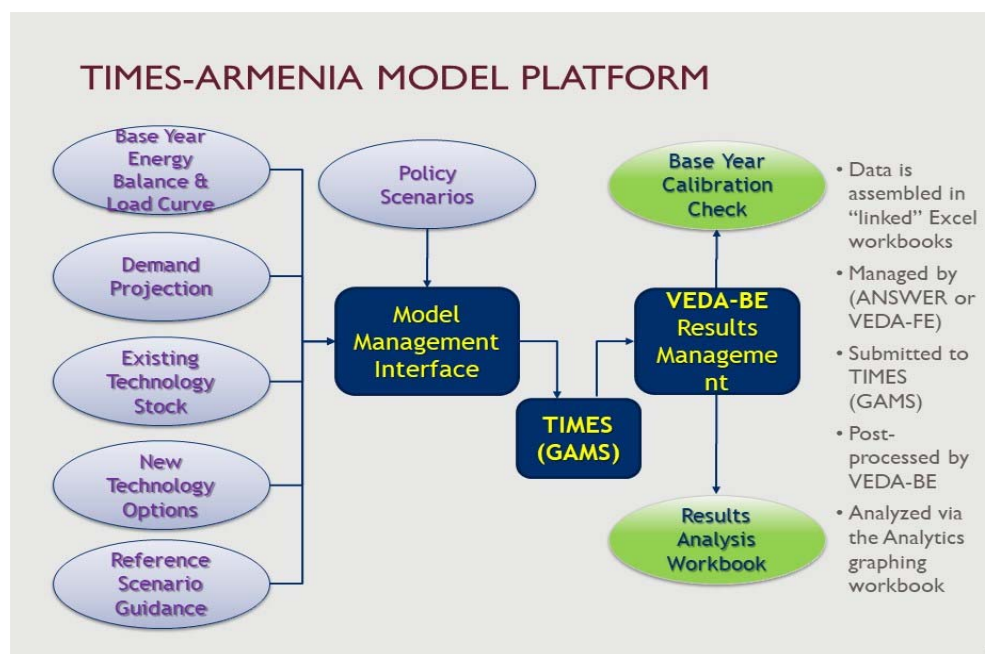 TIMES-ARMENIA MODEL PLATFORM
Base Year
Energy
Balance &
Load Curve
Demand
Projection
Existing
Technology
Stock
New
Technology
Options
Reference
Scenario
Guidance
Policy
Scenarios
Model
Management
Interface
TIMES
(GAMS)
VEDA-BE
Results
Manageme
nt
Base Year
Calibration
Check
Results
Analysis
Workbook
• Data is
assembled in
“linked” Excel
workbooks
• Managed by
(ANSWER or
VEDA-FE)
• Submitted to
TIMES
(GAMS)
• Post-
processed by
VEDA-BE
• Analyzed via
the Analytics
graphing
workbook